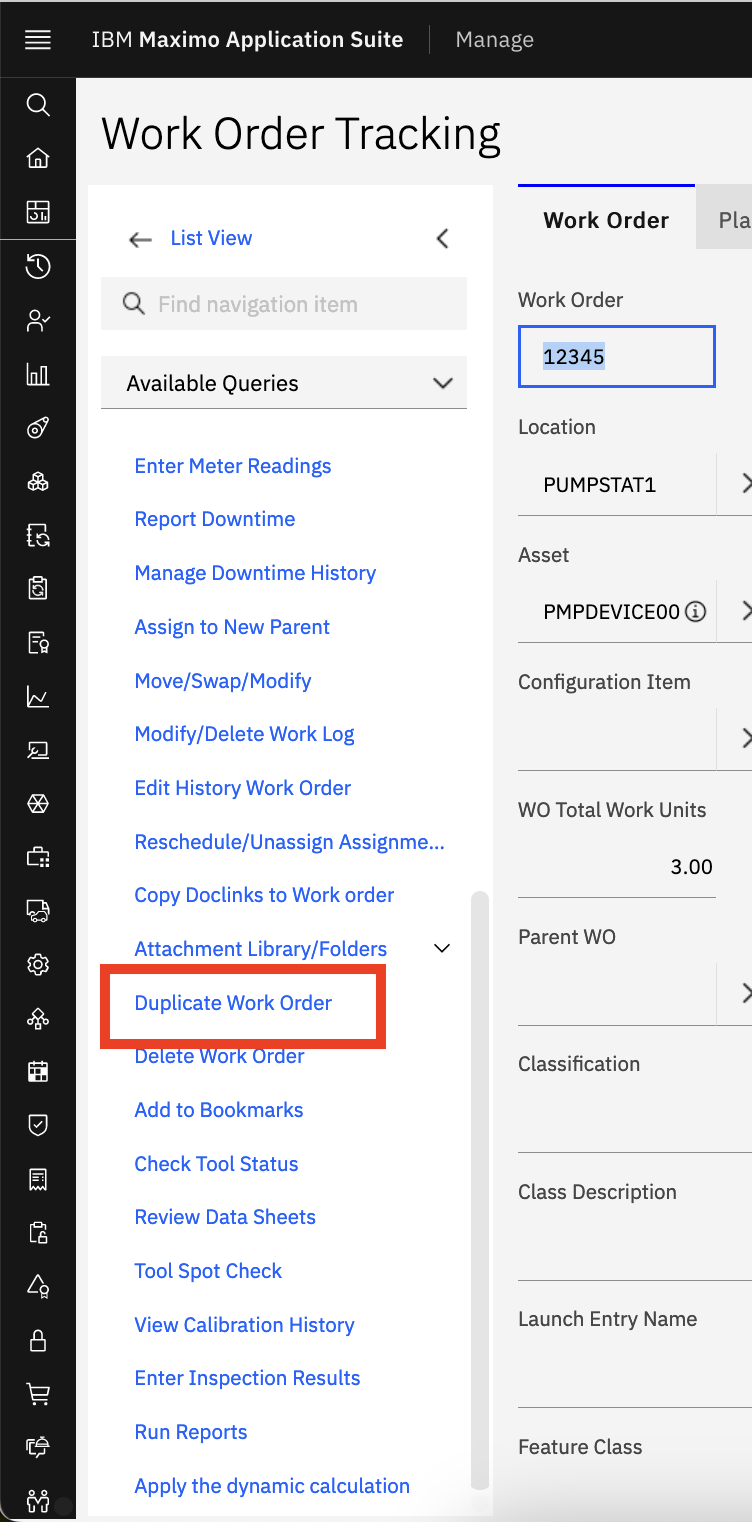 IBM Maximo Application Suite
Manage
Work Order Tracking
List View
Find navigation item
Available Queries
Enter Meter Readings
Report Downtime
Manage Downtime History
Assign to New Parent
Move/Swap/Modify
Modify/Delete Work Log
Edit History Work Order
Reschedule/Unassign Assignme...
Copy Doclinks to Work order
Attachment Library/Folders
Duplicate Work Order
Delete Work Order
Add to Bookmarks
Check Tool Status
Review Data Sheets
Tool Spot Check
View Calibration History
Enter Inspection Results
Run Reports
Apply the dynamic calculation
Work Order
Pla
Work Order
12345
Location
PUMPSTAT1
Asset
PMPDEVICE00
Configuration Item
WO Total Work Units
3.00
Parent WO
Classification
Class Description
Launch Entry Name
Feature Class